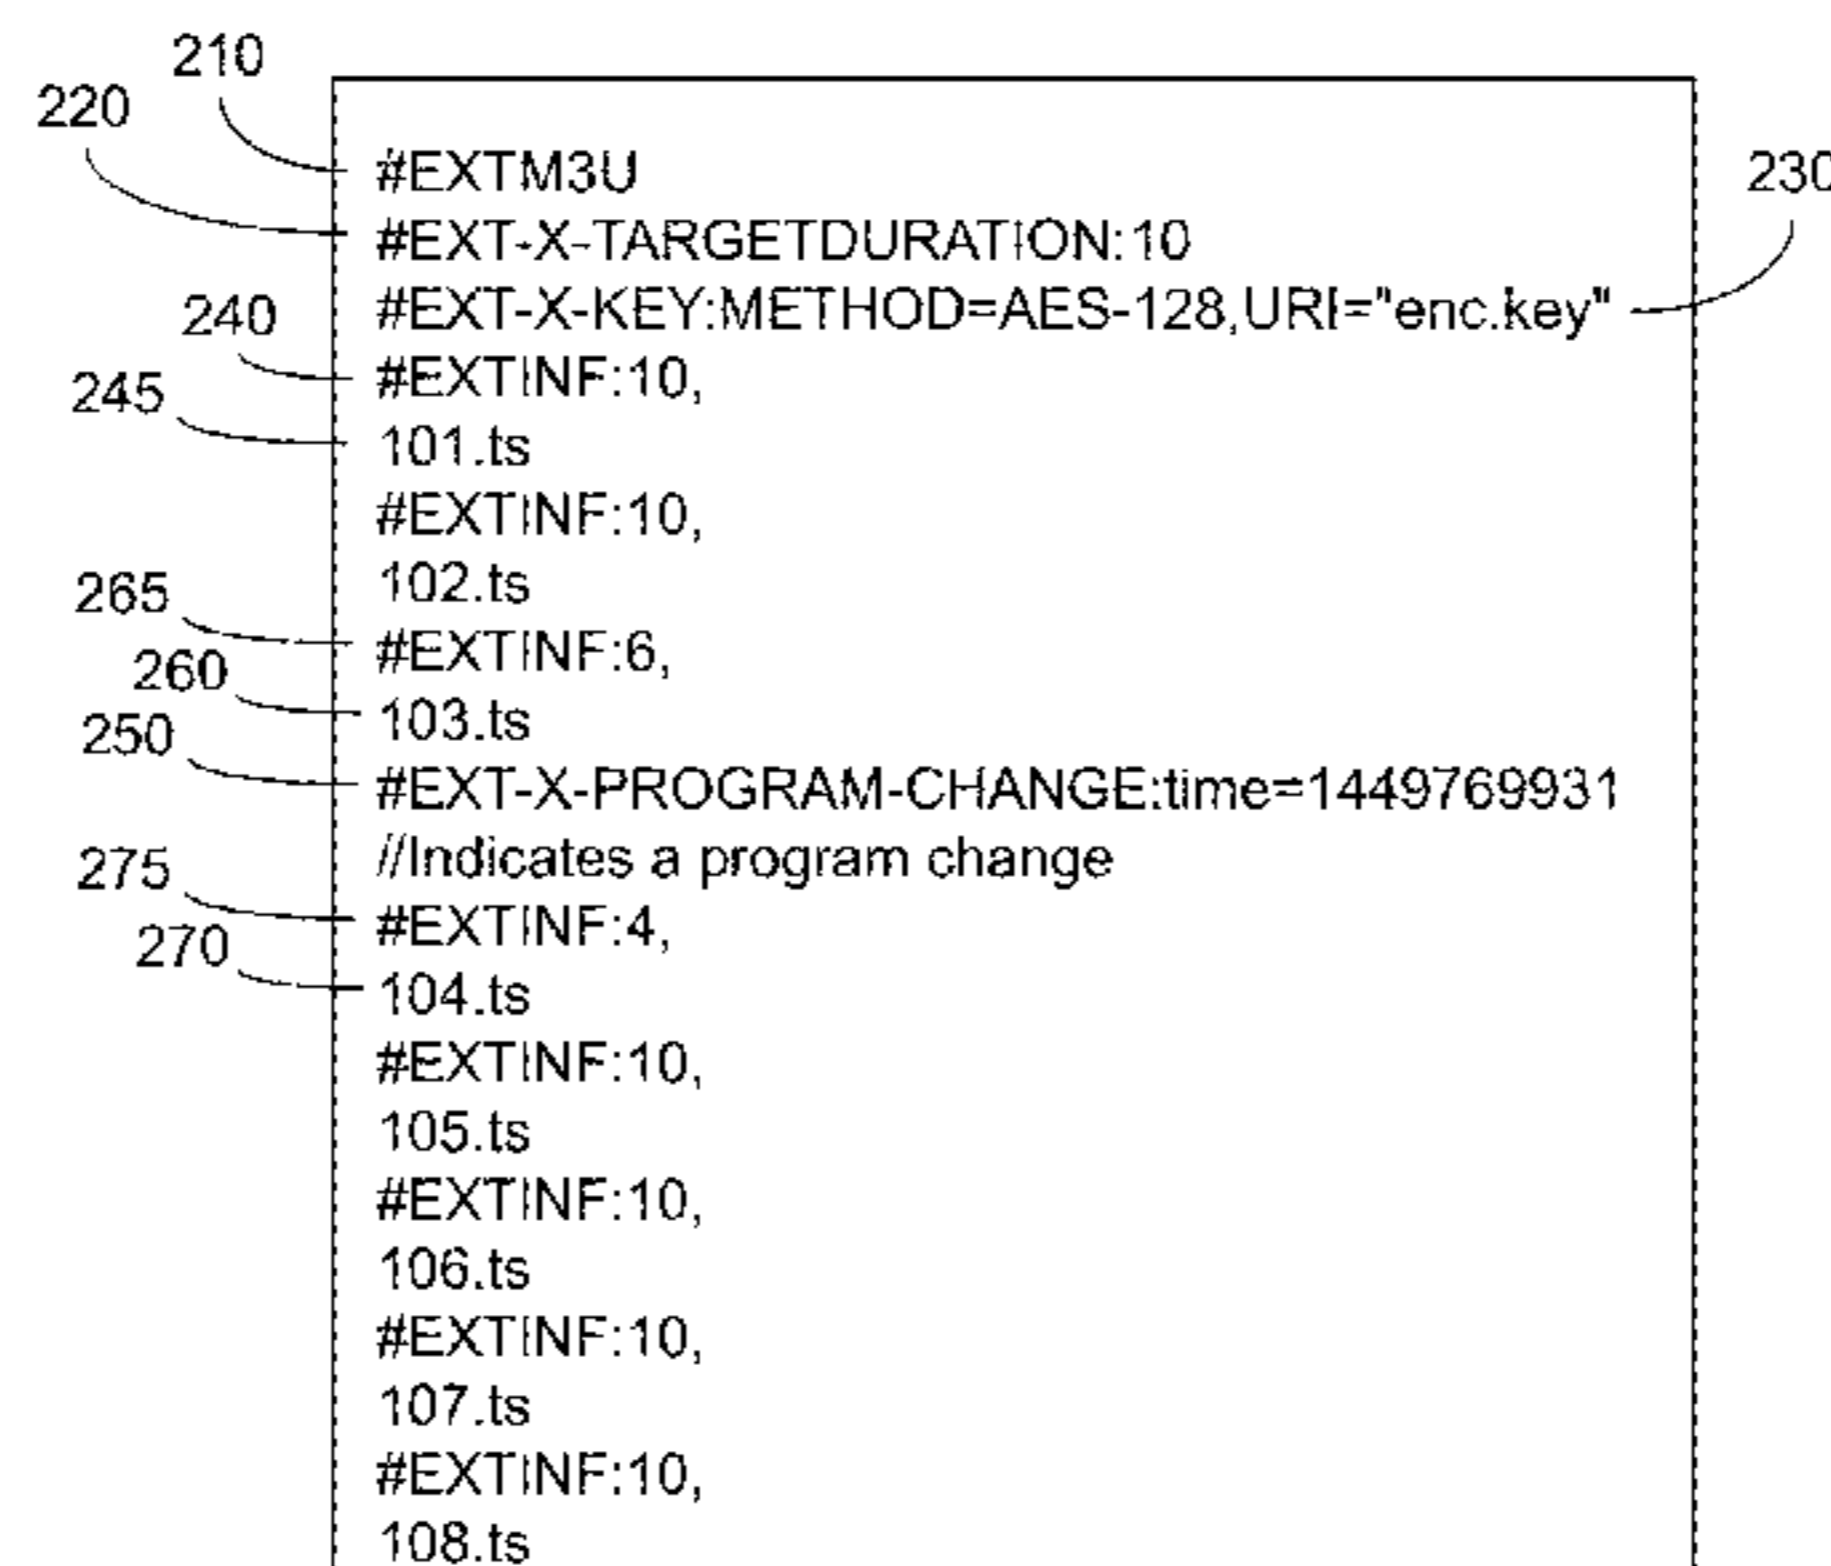 210
220
#EXTM3U
230
#EXT-X-TARGETDURATION:10
240
#EXT-X-KEY:METHOD=AES-128,URI="enc.key"
245
#EXTINF:10,
101.ts
#EXTINF:10,
265
102.ts
260
#EXTINF:6,
250
103.ts
#EXT-X-PROGRAM-CHANGE:time=1449769931
275
//Indicates a program change
270
#EXTINF:4,
104.ts
#EXTINF:10,
105.ts
#EXTINF:10,
106.ts
#EXTINF:10,
107.ts
#EXTINF:10,
108.ts